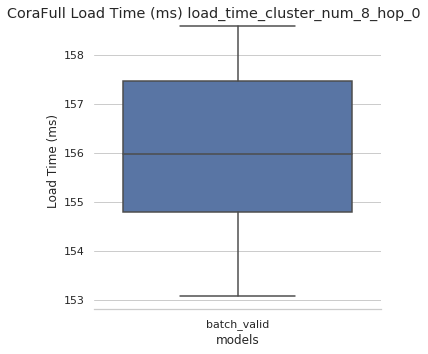 CoraFull Load Time (ms) load_time_cluster_num_8_hop_0
158
157
156
155
154
153
Load Time (ms)
batch_valid
models